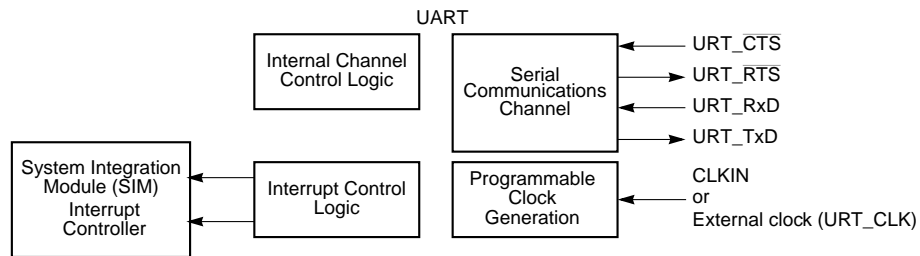 UART
Internal Channel
Control Logic
Serial
Communications
Channel
URT_CTS
URT_RTS
URT_RxD
URT_TxD
System Integration
Module (SIM)
Interrupt
Controller
Interrupt Control
Logic
Programmable
Clock
Generation
CLKIN
or
External clock (URT_CLK)